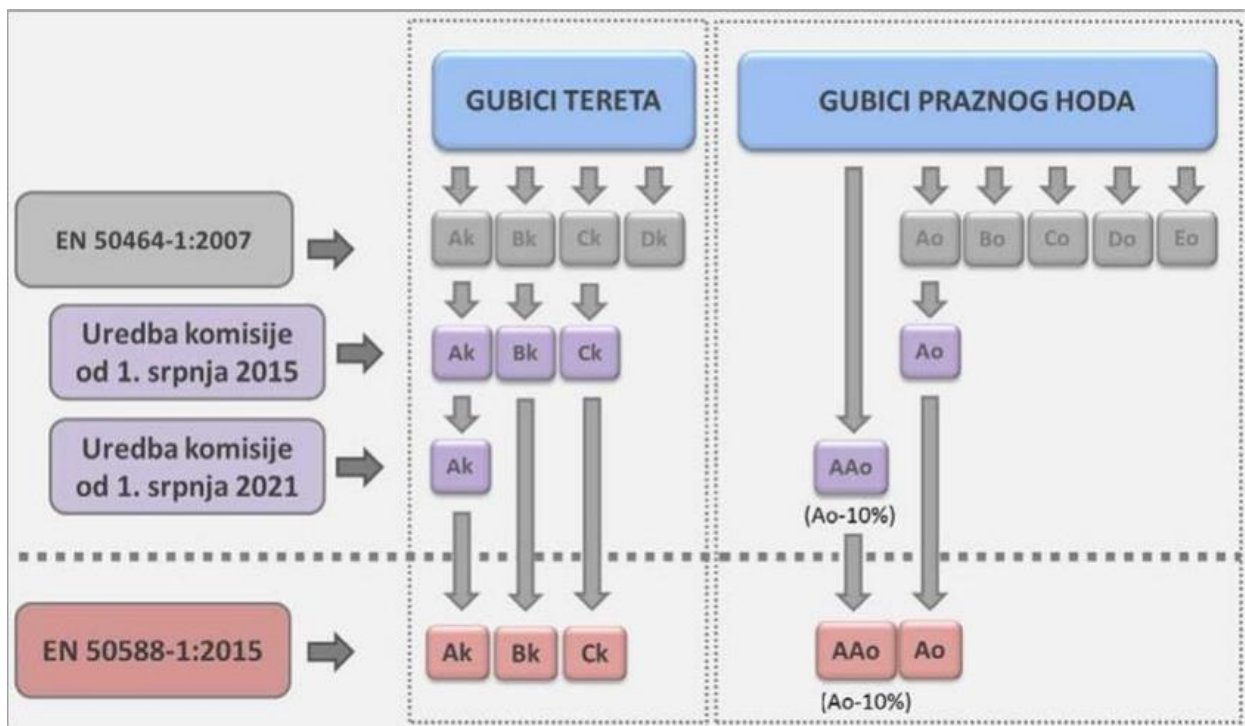 GUBICI TERETA
GUBICI PRAZNOG HODA
EN 50464-1:2007
Ak Bk Ck Dk
Ao Bo Co Do Eo
Uredba komisije
od 1. srpnja 2015
Ak Bk Ck
Ao
Uredba komisije
od 1. srpnja 2021
Ak
AAo
(Ao-10%)
EN 50588-1:2015
Ak Bk Ck
AAo Ao
(Ao-10%)